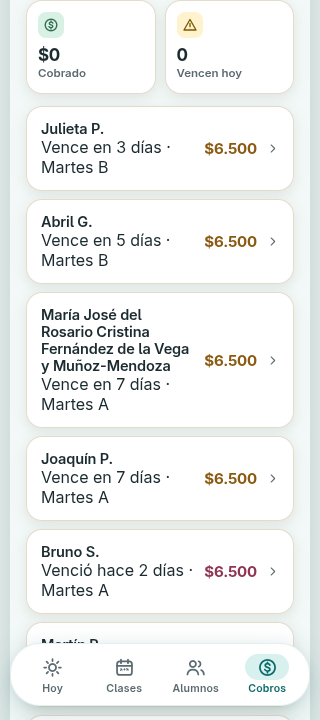 $0
Cobrado
0
Vencen hoy
Julieta P.
Vence en 3 días ·
Martes B
$6.500
Abril G.
Vence en 5 días ·
Martes B
$6.500
María José del
Rosario Cristina
Fernández de la Vega
y Muñoz-Mendoza
Vence en 7 días ·
Martes A
$6.500
Joaquín P.
Vence en 7 días ·
Martes A
$6.500
Bruno S.
Venció hace 2 días ·
Martes A
$6.500
Martín P.
Hoy
Clases
Alumnos
Cobros